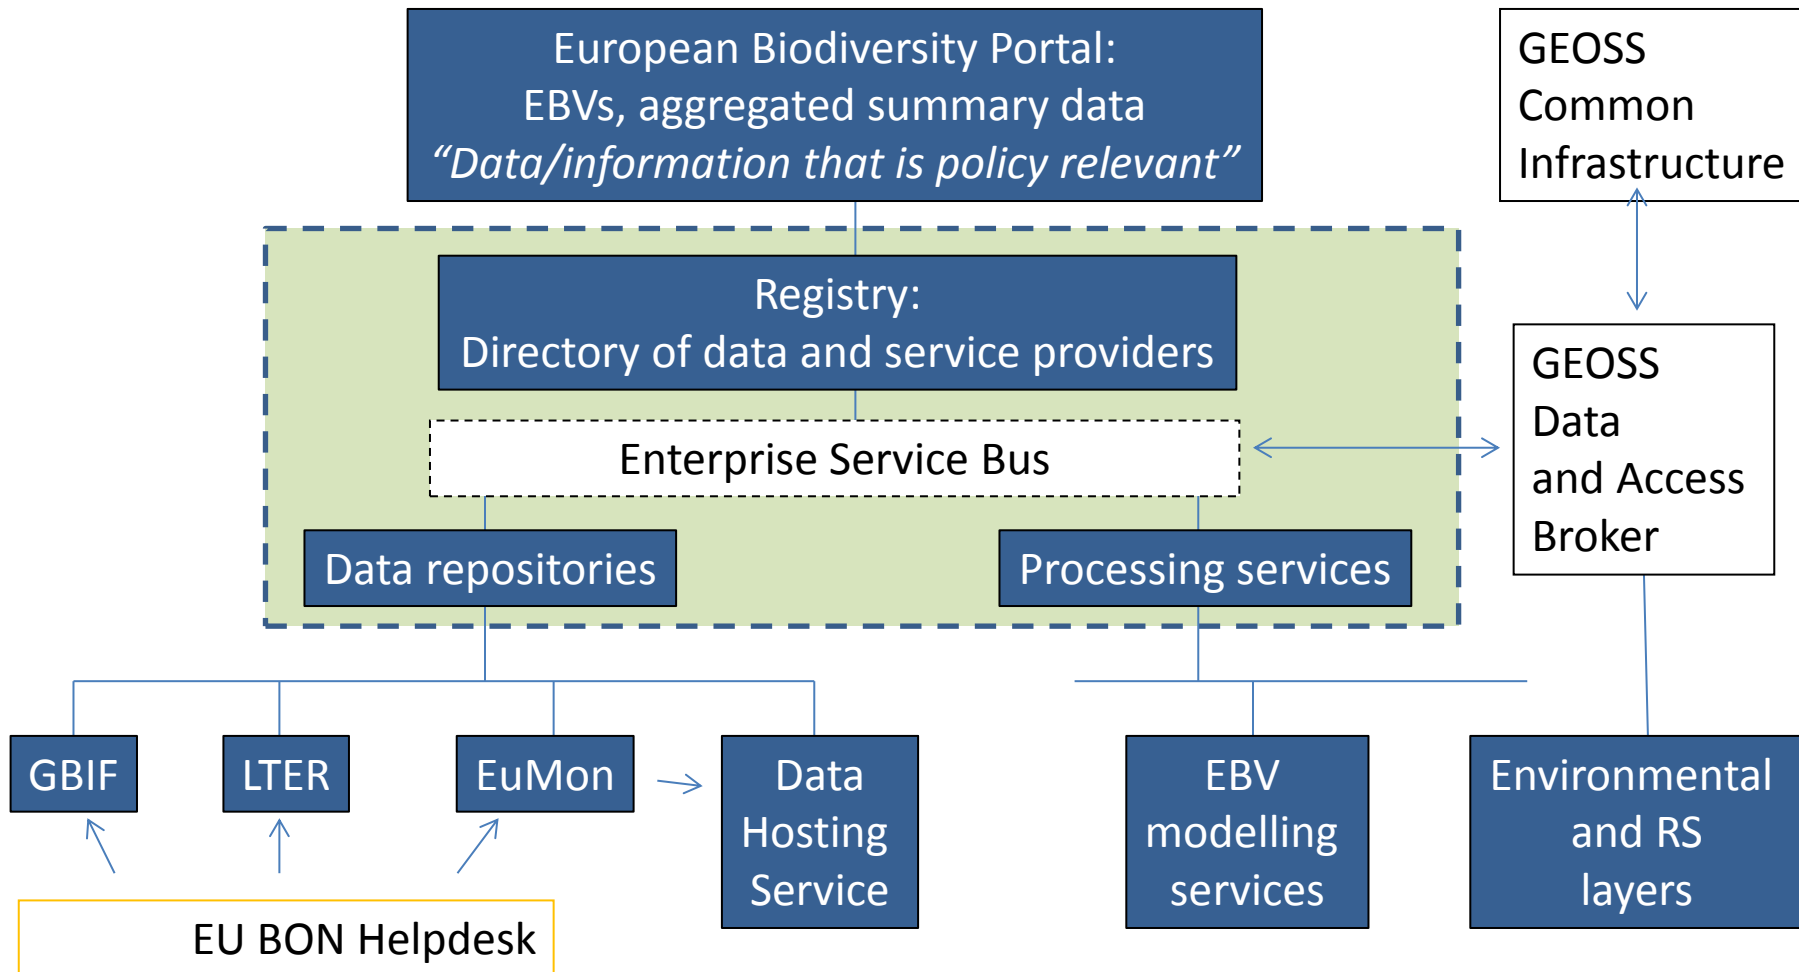 European Biodiversity Portal:
EBVs, aggregated summary data
“Data/information that is policy relevant”
GEOSS
Common
Infrastructure
Registry:
Directory of data and service providers
Enterprise Service Bus
GEOSS
Data
and Access
Broker
Data repositories
Processing services
GBIF
LTER
EuMon
Data
Hosting
Service
EBV
modelling
services
Environmental
and RS
layers
EU BON Helpdesk